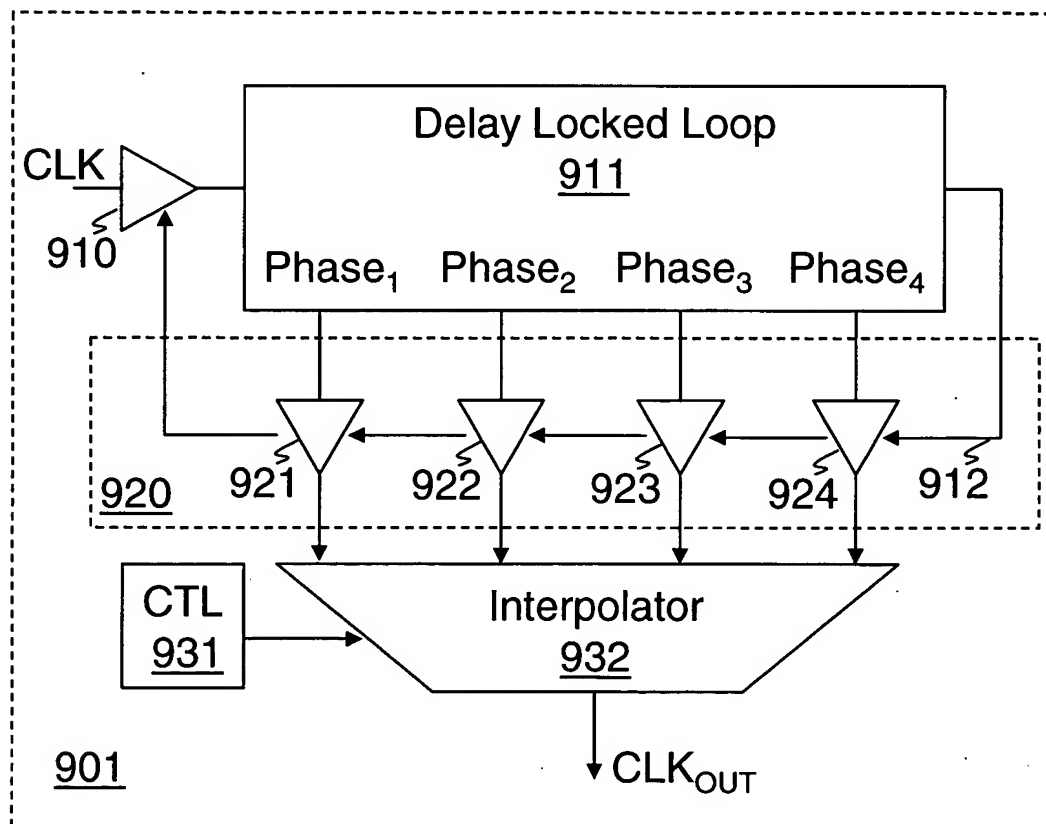 Delay Locked Loop
911
CLK
910
Phase₁ Phase₂ Phase₃ Phase₄
921 922 923 924 912
920
CTL
931
Interpolator
932
901
CLK_OUT